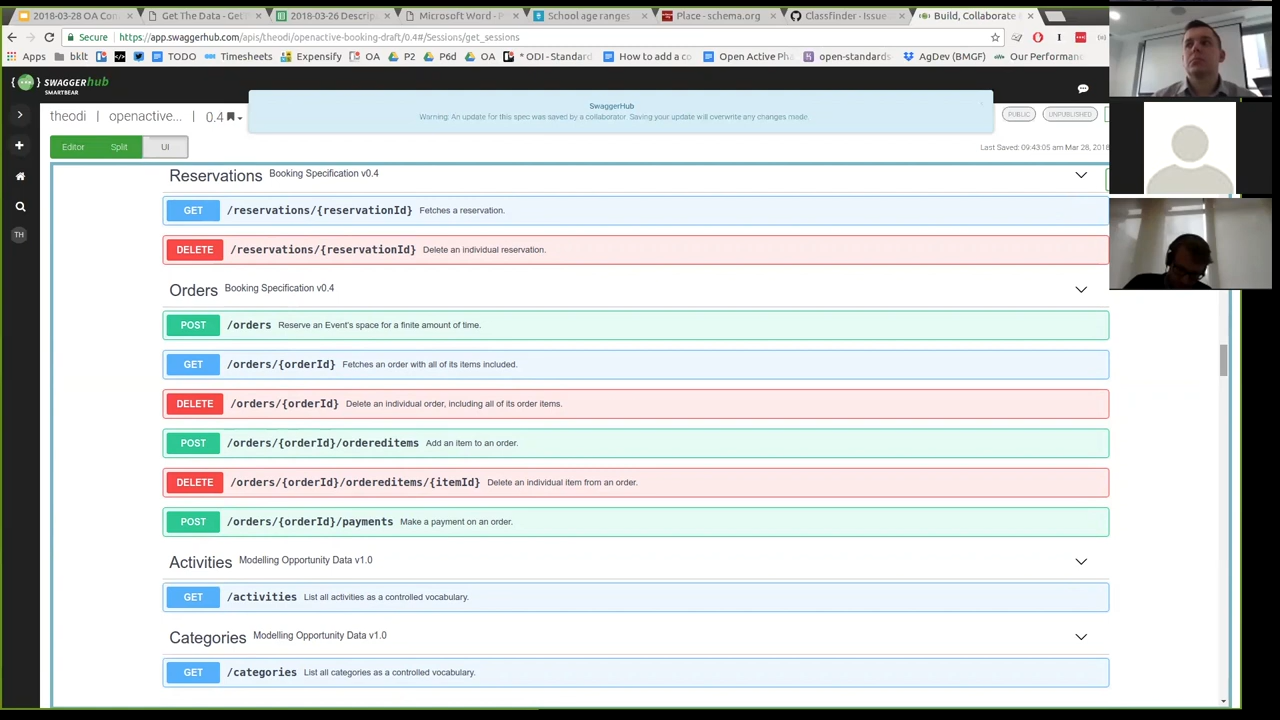 2018-03-28 OA Con
Get The Data - Get
2018-03-26 Descrip
Microsoft Word - P
School age ranges
Place - schema.org
Classfinder - Issue
Build, Collaborate
Secure
https://app.swaggerhub.com/apis/theodi/openactive-booking-draft/0.4#/Sessions/get_sessions
Apps
bklt
TODO
Timesheets
Expensify
OA
P2
P6d
OA
* ODI - Standard
How to add a co
Open Active Pha
open-standards
AgDev (BMGF)
Our Performanc
SWAGGERhub
SMARTBEAR
SwaggerHub
Warning: An update for this spec was saved by a collaborator. Saving your update will overwrite any changes made.
theodi | openactive... | 0.4
PUBLIC
UNPUBLISHED
Editor
Split
UI
Last Saved: 09:43:05 am Mar 28, 2018
TH
Reservations Booking Specification v0.4
GET /reservations/{reservationId} Fetches a reservation.
DELETE /reservations/{reservationId} Delete an individual reservation.
Orders Booking Specification v0.4
POST /orders Reserve an Event's space for a finite amount of time.
GET /orders/{orderId} Fetches an order with all of its items included.
DELETE /orders/{orderId} Delete an individual order, including all of its order items.
POST /orders/{orderId}/ordereditems Add an item to an order.
DELETE /orders/{orderId}/ordereditems/{itemId} Delete an individual item from an order.
POST /orders/{orderId}/payments Make a payment on an order.
Activities Modelling Opportunity Data v1.0
GET /activities List all activities as a controlled vocabulary.
Categories Modelling Opportunity Data v1.0
GET /categories List all categories as a controlled vocabulary.